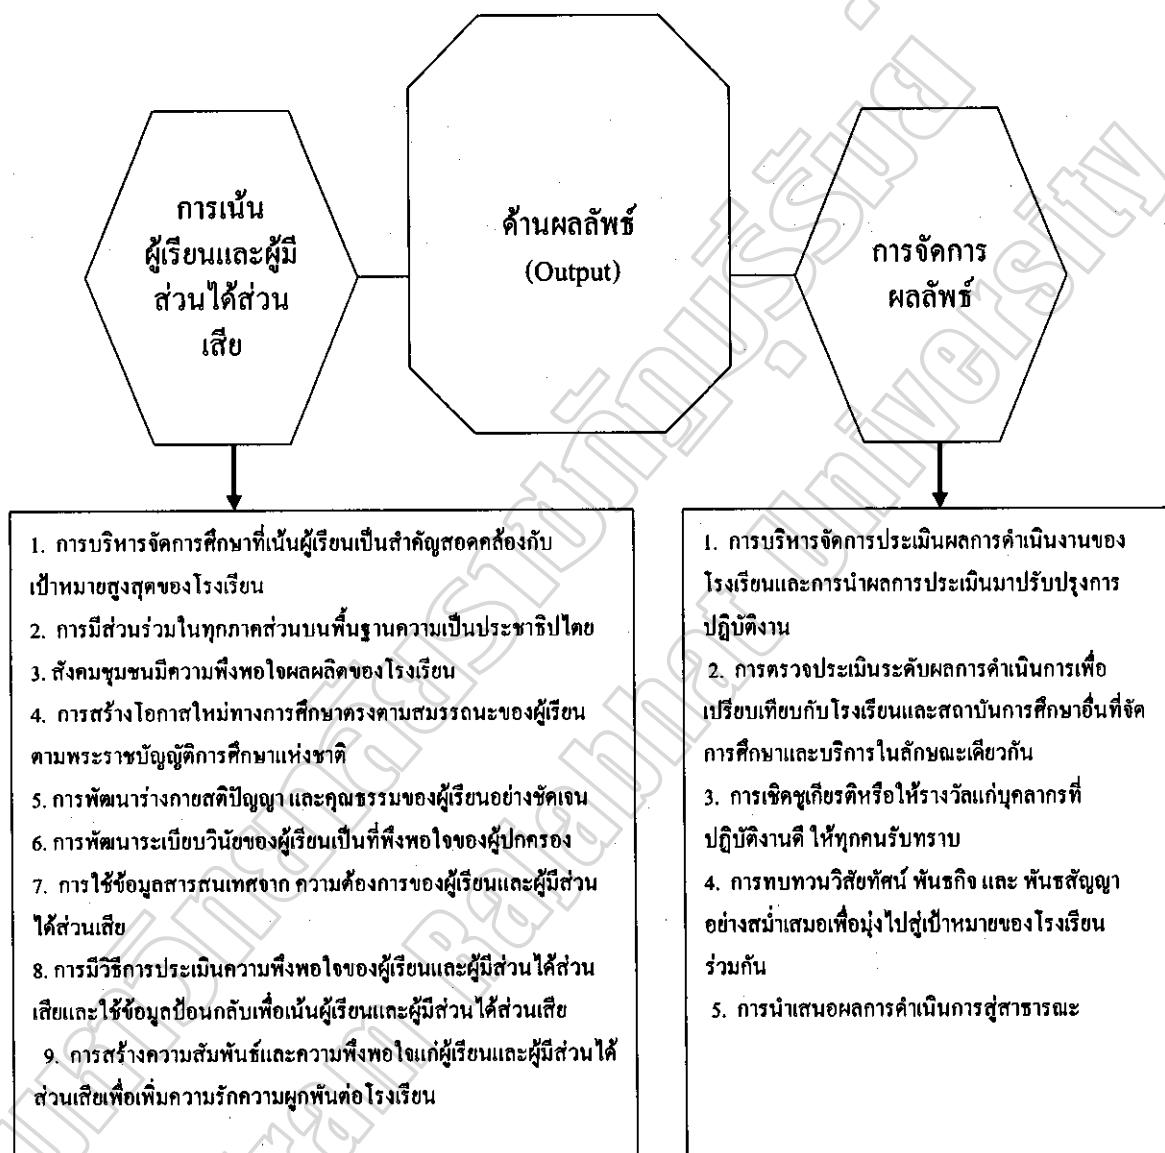 การเน้น
ผู้เรียนและผู้มี
ส่วนได้ส่วน
เสีย
ด้านผลลัพธ์
(Output)
การจัดการ
ผลลัพธ์
1. การบริหารจัดการศึกษาที่เน้นผู้เรียนเป็นสำคัญสอดคล้องกับ
เป้าหมายสูงสุดของโรงเรียน
2. การมีส่วนร่วมในทุกภาคส่วนบนพื้นฐานความเป็นประชาธิปไตย
3. สังคมชุมชนมีความพึงพอใจผลผลิตของโรงเรียน
4. การสร้างโอกาสใหม่ทางการศึกษาตรงตามสมรรถนะของผู้เรียน
ตามพระราชบัญญัติการศึกษาแห่งชาติ
5. การพัฒนาร่างกายสติปัญญา และคุณธรรมของผู้เรียนอย่างชัดเจน
6. การพัฒนาระเบียบวินัยของผู้เรียนเป็นที่พึงพอใจของผู้ปกครอง
7. การใช้ข้อมูลสารสนเทศจาก ความต้องการของผู้เรียนและผู้มีส่วน
ได้ส่วนเสีย
8. การมีวิธีการประเมินความพึงพอใจของผู้เรียนและผู้มีส่วนได้ส่วน
เสียและใช้ข้อมูลป้อนกลับเพื่อเน้นผู้เรียนและผู้มีส่วนได้ส่วนเสีย
9. การสร้างความสัมพันธ์และความพึงพอใจแก่ผู้เรียนและผู้มีส่วนได้
ส่วนเสียเพื่อเพิ่มความรักความผูกพันต่อโรงเรียน
1. การบริหารจัดการประเมินผลการดำเนินงานของ
โรงเรียนและการนำผลการประเมินมาปรับปรุงการ
ปฏิบัติงาน
2. การตรวจประเมินระดับผลการดำเนินการเพื่อ
เปรียบเทียบกับโรงเรียนและสถาบันการศึกษาอื่นที่จัด
การศึกษาและบริการในลักษณะเดียวกัน
3. การเชิดชูเกียรติหรือให้รางวัลแก่บุคลากรที่
ปฏิบัติงานดี ให้ทุกคนรับทราบ
4. การทบทวนวิสัยทัศน์ พันธกิจ และ พันธสัญญา
อย่างสม่ำเสมอเพื่อมุ่งไปสู่เป้าหมายของโรงเรียน
ร่วมกัน
5. การนำเสนอผลการดำเนินการสู่สาธารณะ
Rajabhat University